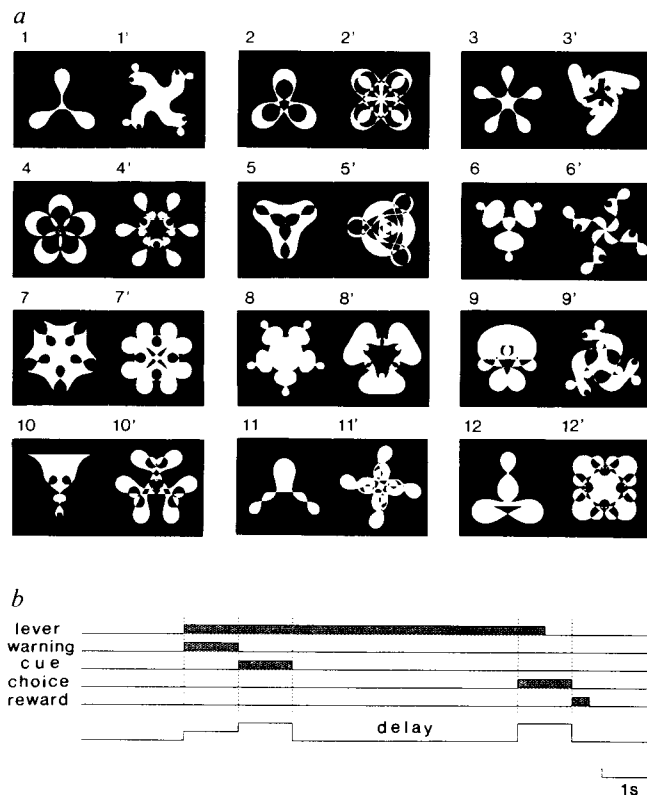 a
1 1' 2 2' 3 3'
4 4' 5 5' 6 6'
7 7' 8 8' 9 9'
10 10' 11 11' 12 12'
b
lever
warning
cue
choice
reward
delay
1s